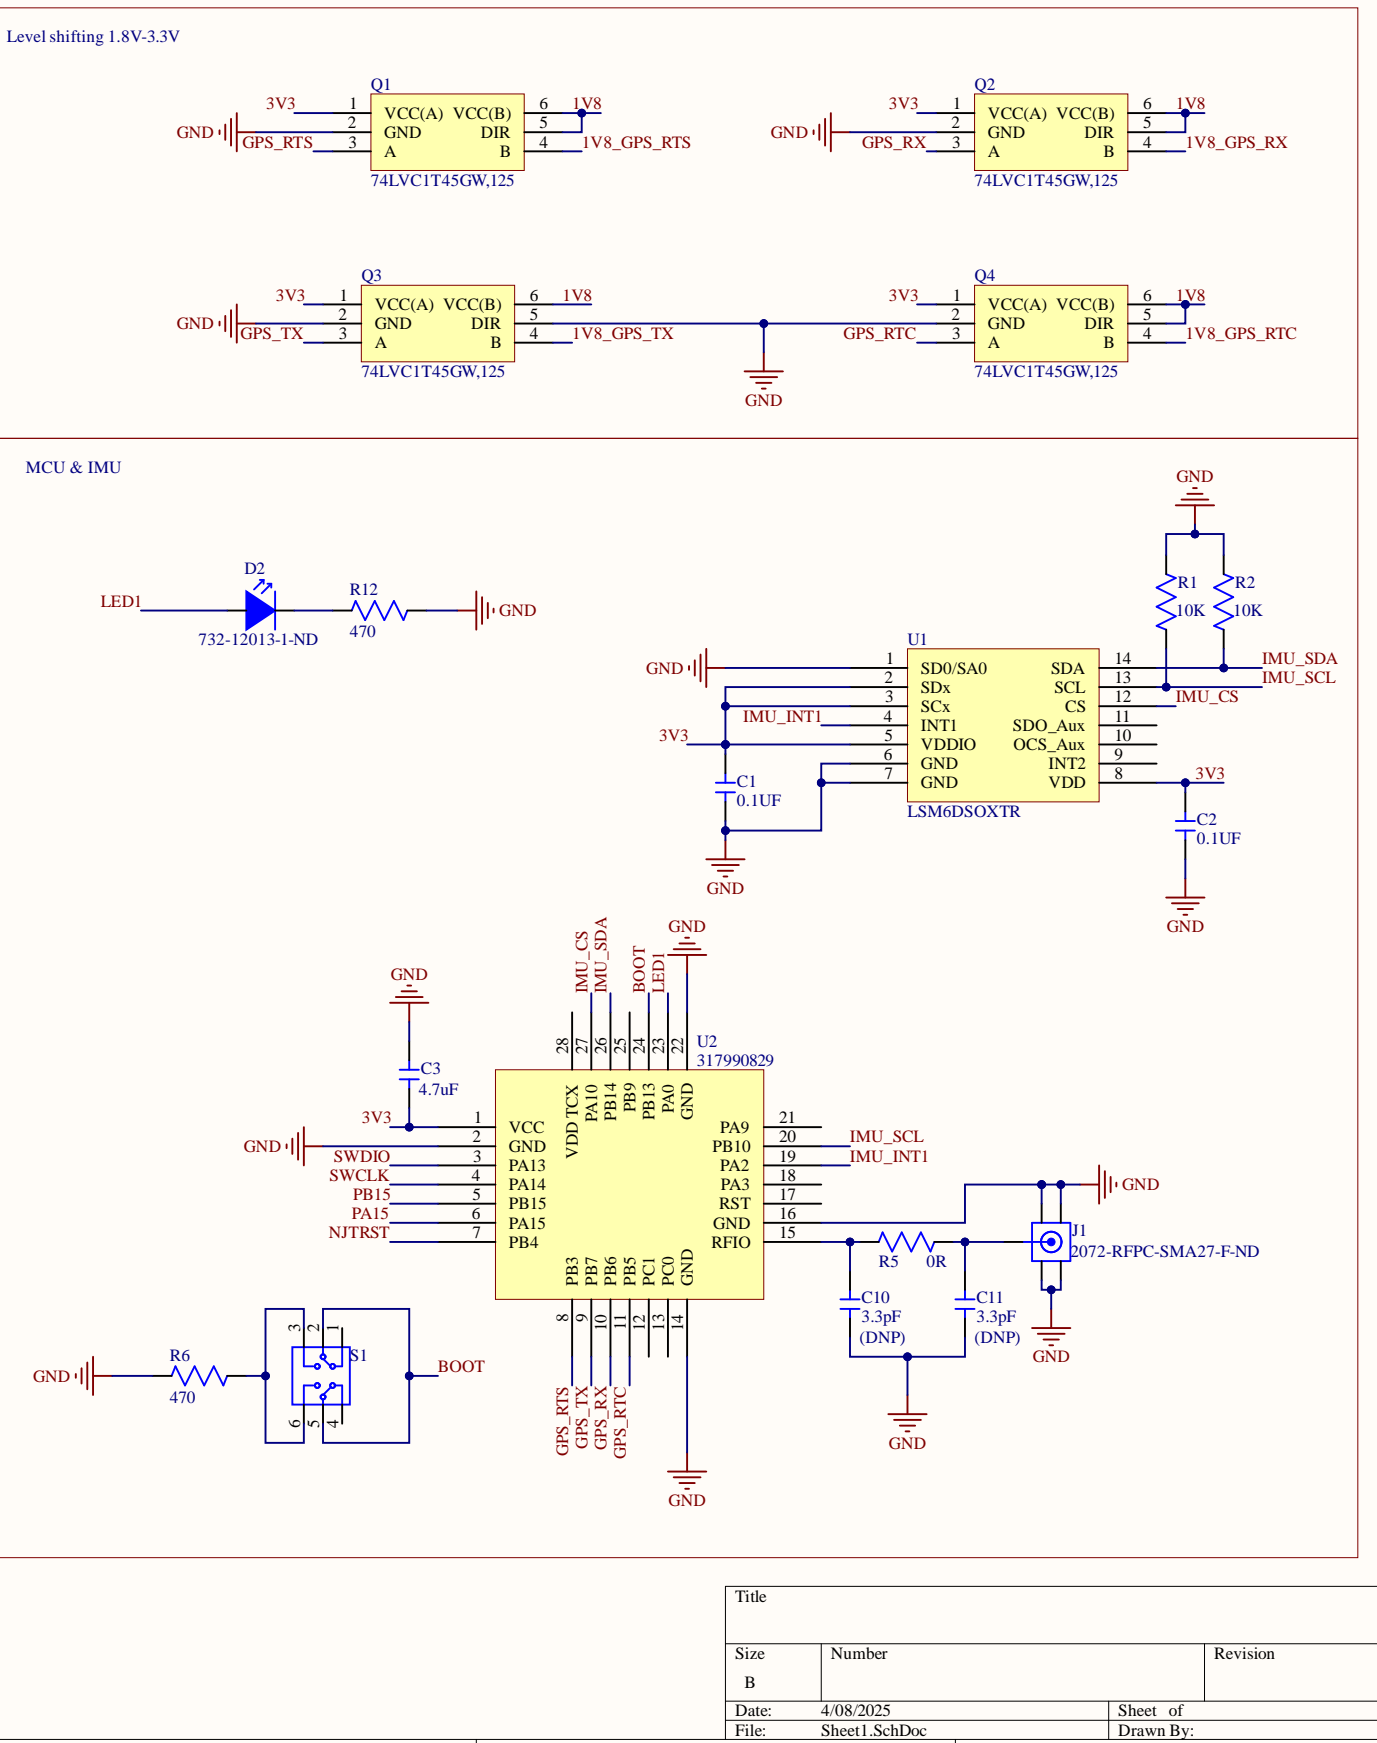 Level shifting 1.8V-3.3V
Q1
3V3 1 VCC(A) VCC(B) 6 1V8
GND 2 GND DIR 5
GPS_RTS 3 A B 4 1V8_GPS_RTS
74LVC1T45GW,125
Q2
3V3 1 VCC(A) VCC(B) 6 1V8
GND 2 GND DIR 5
GPS_RX 3 A B 4 1V8_GPS_RX
74LVC1T45GW,125
Q3
3V3 1 VCC(A) VCC(B) 6 1V8
GND 2 GND DIR 5
GPS_TX 3 A B 4 1V8_GPS_TX
74LVC1T45GW,125
GND
Q4
3V3 1 VCC(A) VCC(B) 6 1V8
2 GND DIR 5
GPS_RTC 3 A B 4 1V8_GPS_RTC
74LVC1T45GW,125
MCU & IMU
D2
LED1
732-12013-1-ND
R12
470
GND
GND
R1
10K
R2
10K
U1
GND 1 SD0/SA0 SDA 14 IMU_SDA
2 SDx SCL 13 IMU_SCL
3 SCx CS 12 IMU_CS
IMU_INT1 4 INT1 SDO_Aux 11
3V3 5 VDDIO OCS_Aux 10
6 GND INT2 9
7 GND VDD 8 3V3
LSM6DSOXTR
C1
0.1UF
GND
C2
0.1UF
GND
GND
C3
4.7uF
IMU_CS
IMU_SDA
BOOT
LED1
GND
U2
317990829
28 VDD TCX
27 PA10
26 PB14
25 PB9
24 PB13
23 PA0
22 GND
3V3 1 VCC
GND 2 GND
SWDIO 3 PA13
SWCLK 4 PA14
PB15 5 PB15
PA15 6 PA15
NJTRST 7 PB4
PA9 21
PB10 20 IMU_SCL
PA2 19 IMU_INT1
PA3 18
RST 17
GND 16
RFIO 15
PB3 8 GPS_RTS
PB7 9 GPS_TX
PB6 10 GPS_RX
PB5 11 GPS_RTC
PC1 12
PC0 13
GND 14
GND
GND
J1
2072-RFPC-SMA27-F-ND
GND
R5 0R
C10
3.3pF
(DNP)
C11
3.3pF
(DNP)
GND
GND
R6
470
3 2 1
S1
6 5 4
BOOT
Title
Size
B
Number
Revision
Date: 4/08/2025
Sheet of
File: Sheet1.SchDoc
Drawn By: